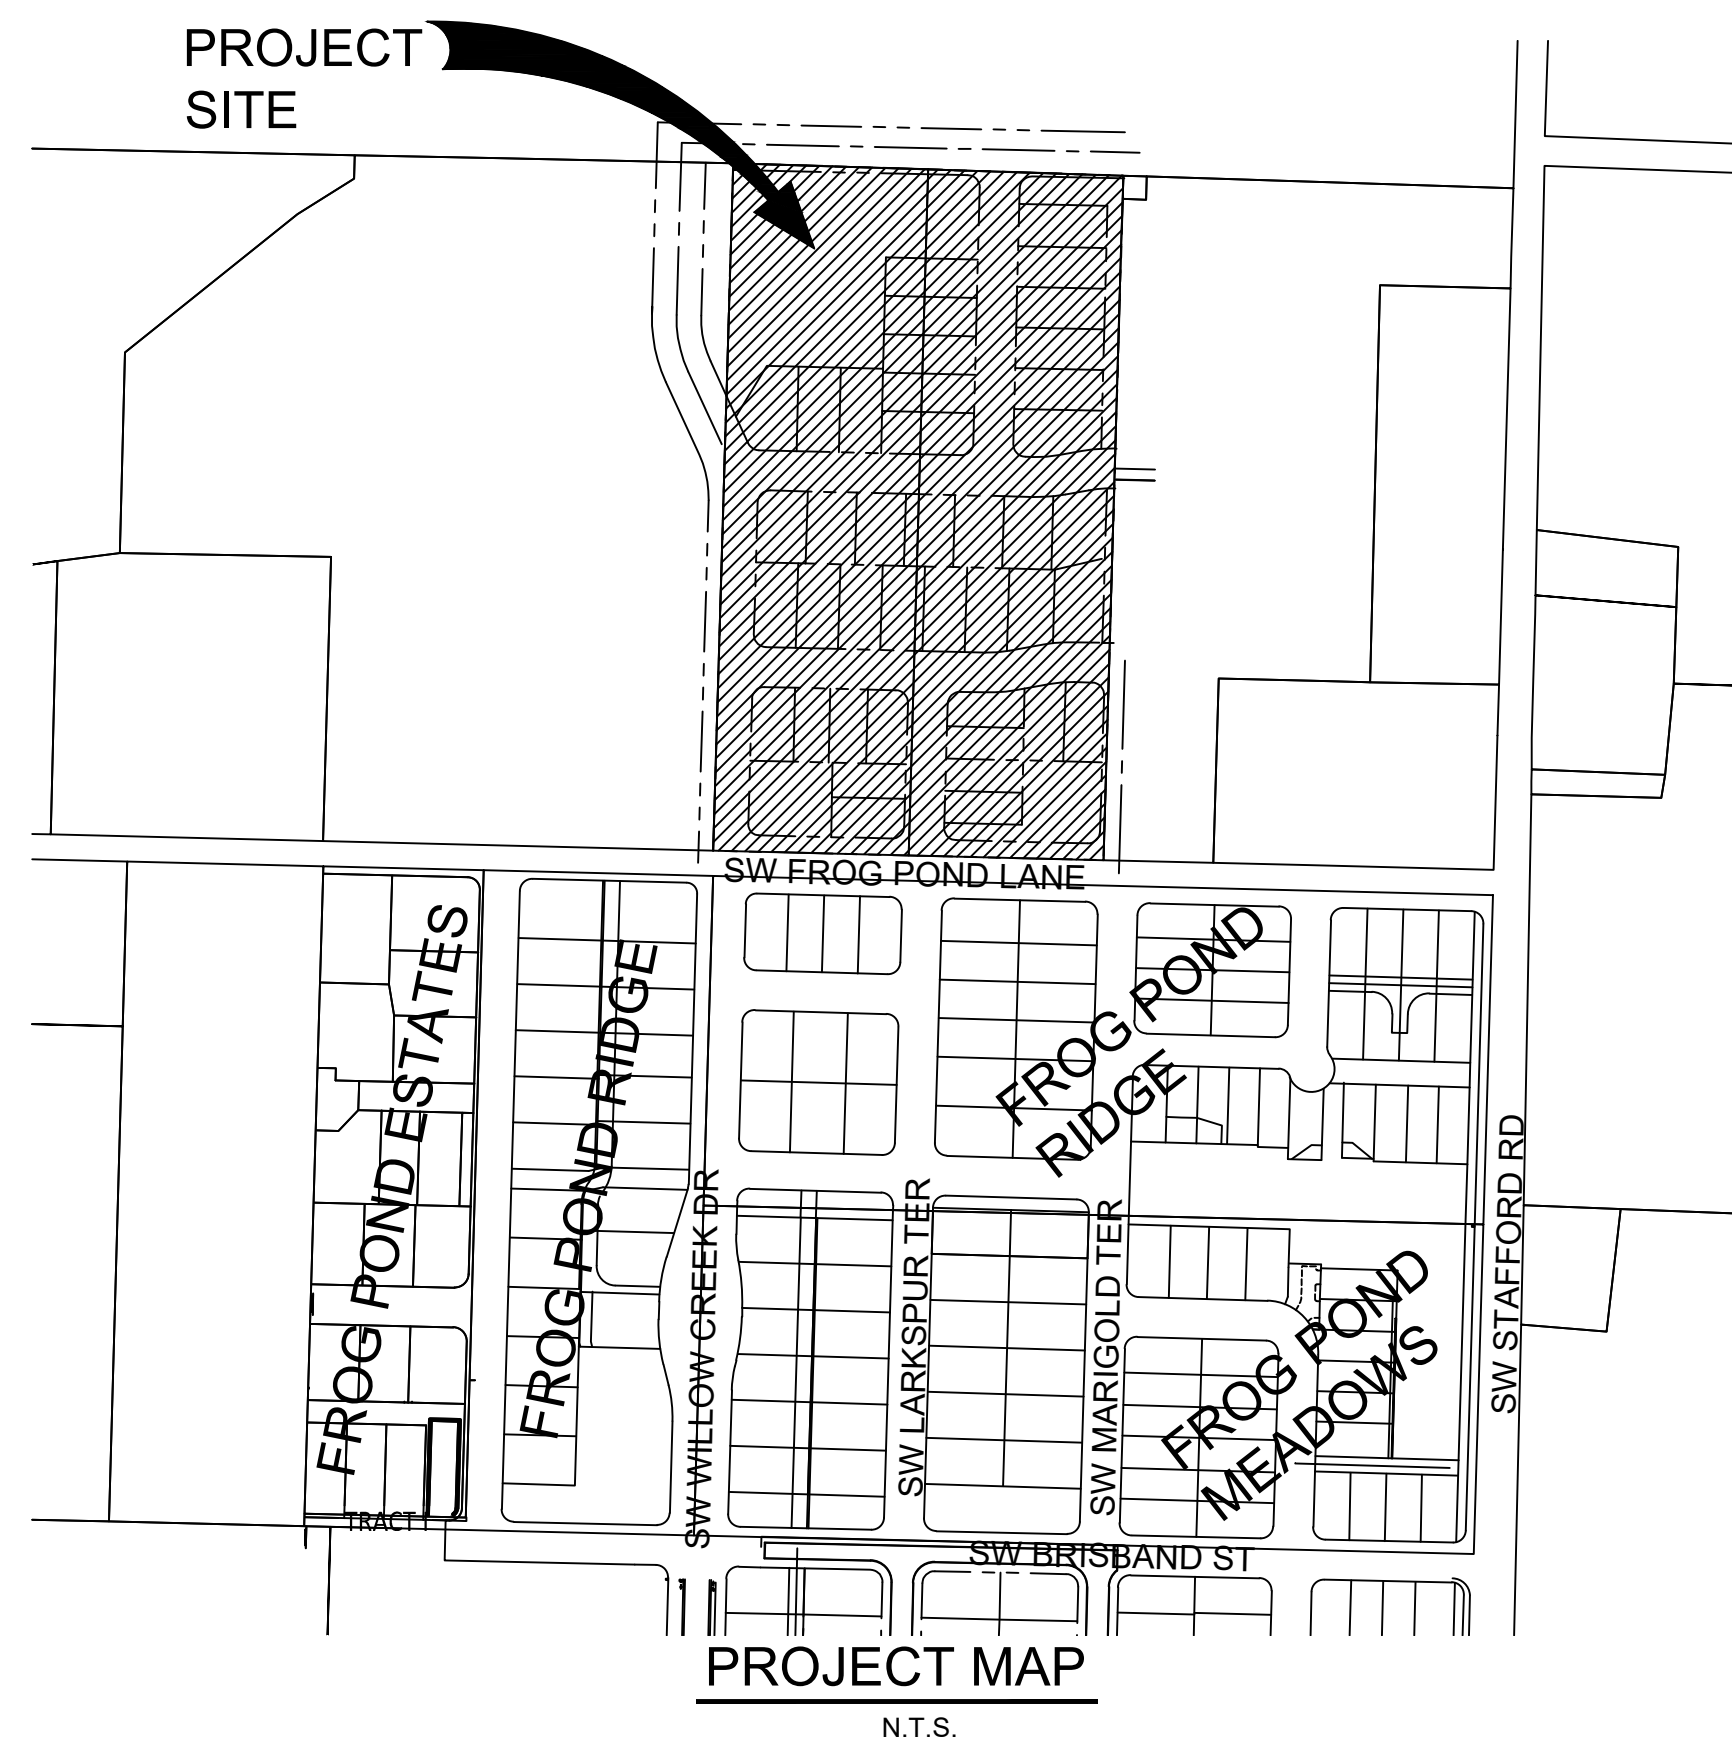 PROJECT
SITE
SW FROG POND LANE
FROG POND ESTATES
FROG POND RIDGE
FROG POND
RIDGE
SW WILLOW CREEK DR
SW LARKSPUR TER
SW MARIGOLD TER
SW STAFFORD RD
FROG POND
MEADOWS
TRACT I
SW BRISBAND ST
PROJECT MAP
N.T.S.